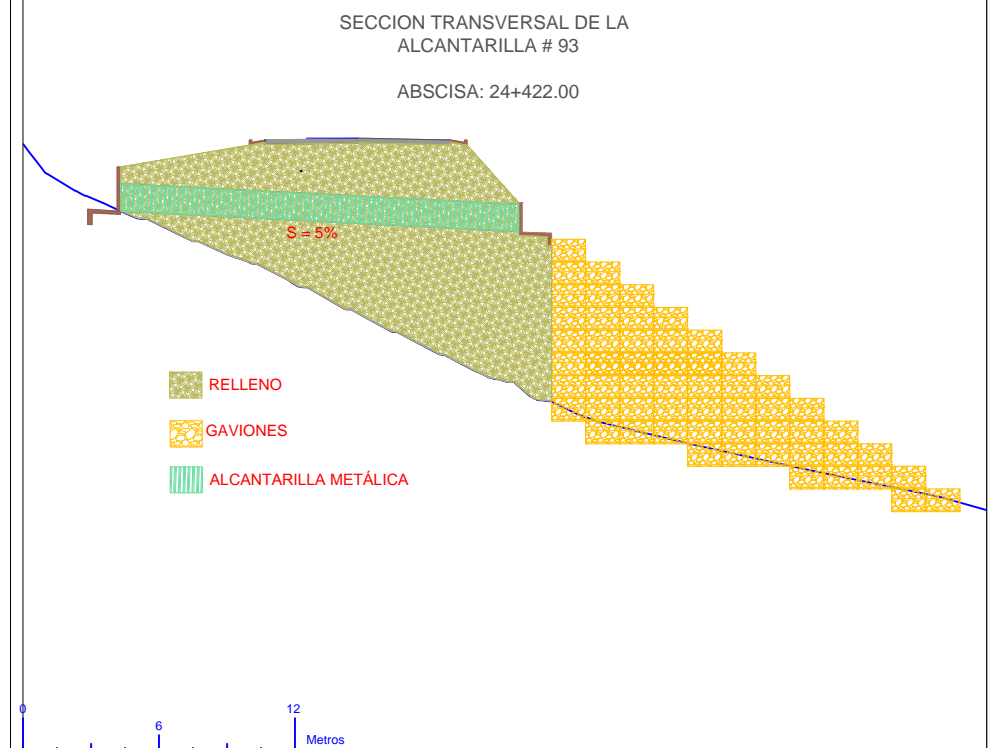 SECCION TRANSVERSAL DE LA
ALCANTARILLA # 93
ABSCISA: 24+422.00
S = 5%
RELLENO
GAVIONES
ALCANTARILLA METÁLICA
0
6
12
Metros